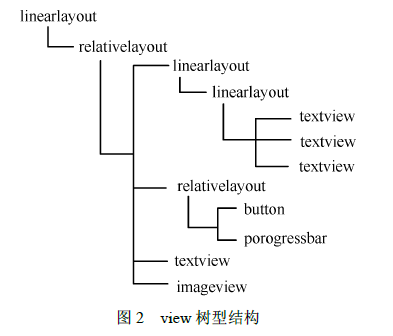 linearlayout
relativelayout
linearlayout
linearlayout
textview
textview
textview
relativelayout
button
porogressbar
textview
imageview
图 2 view 树型结构